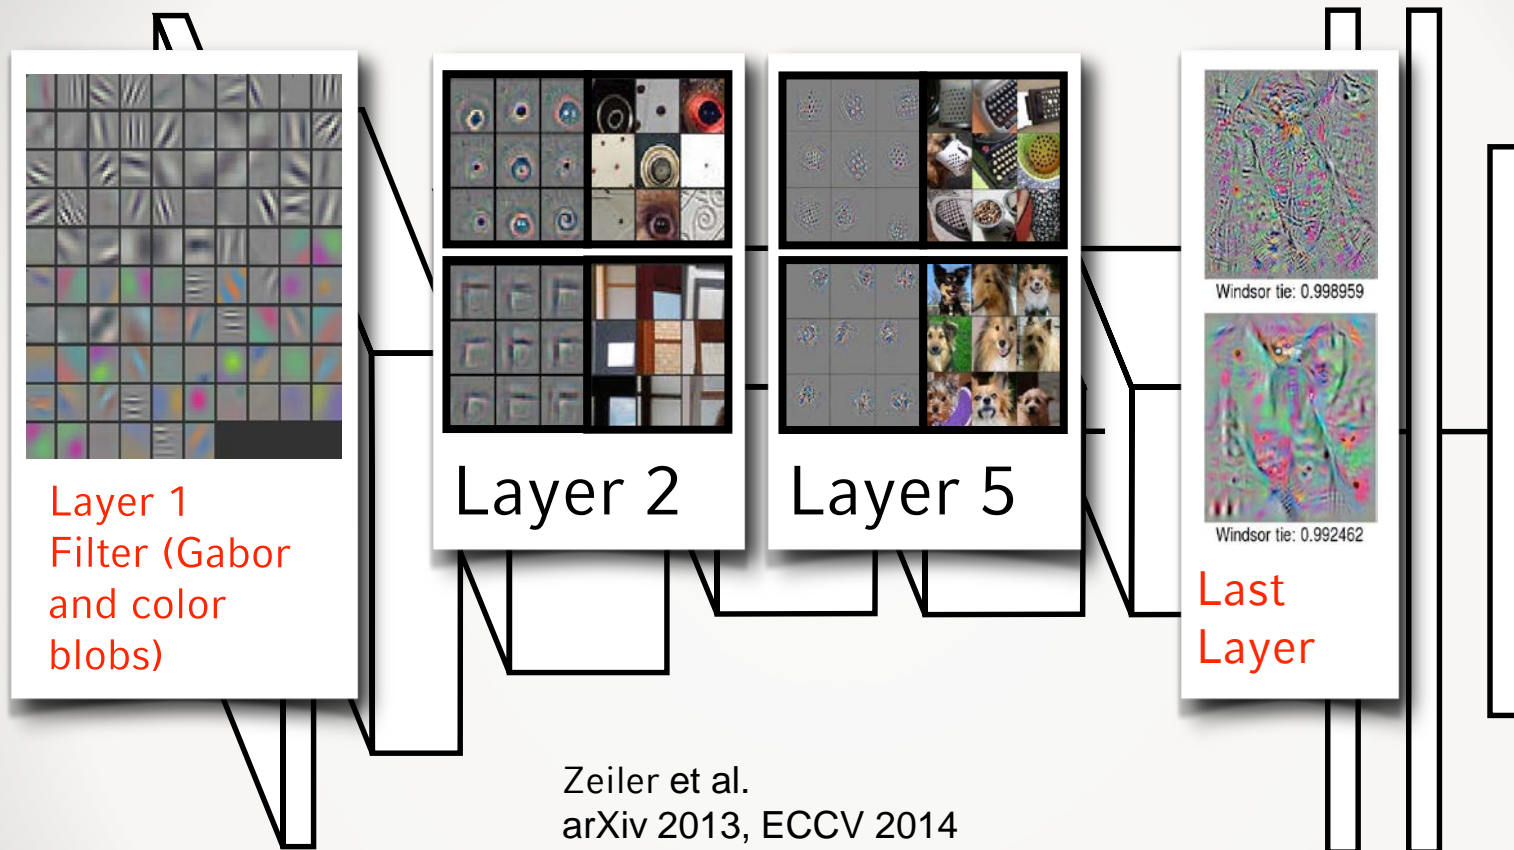 Layer 1
Filter (Gabor
and color
blobs)
Layer 2
Layer 5
Windsor tie: 0.998959
Windsor tie: 0.992462
Last
Layer
Zeiler et al.
arXiv 2013, ECCV 2014